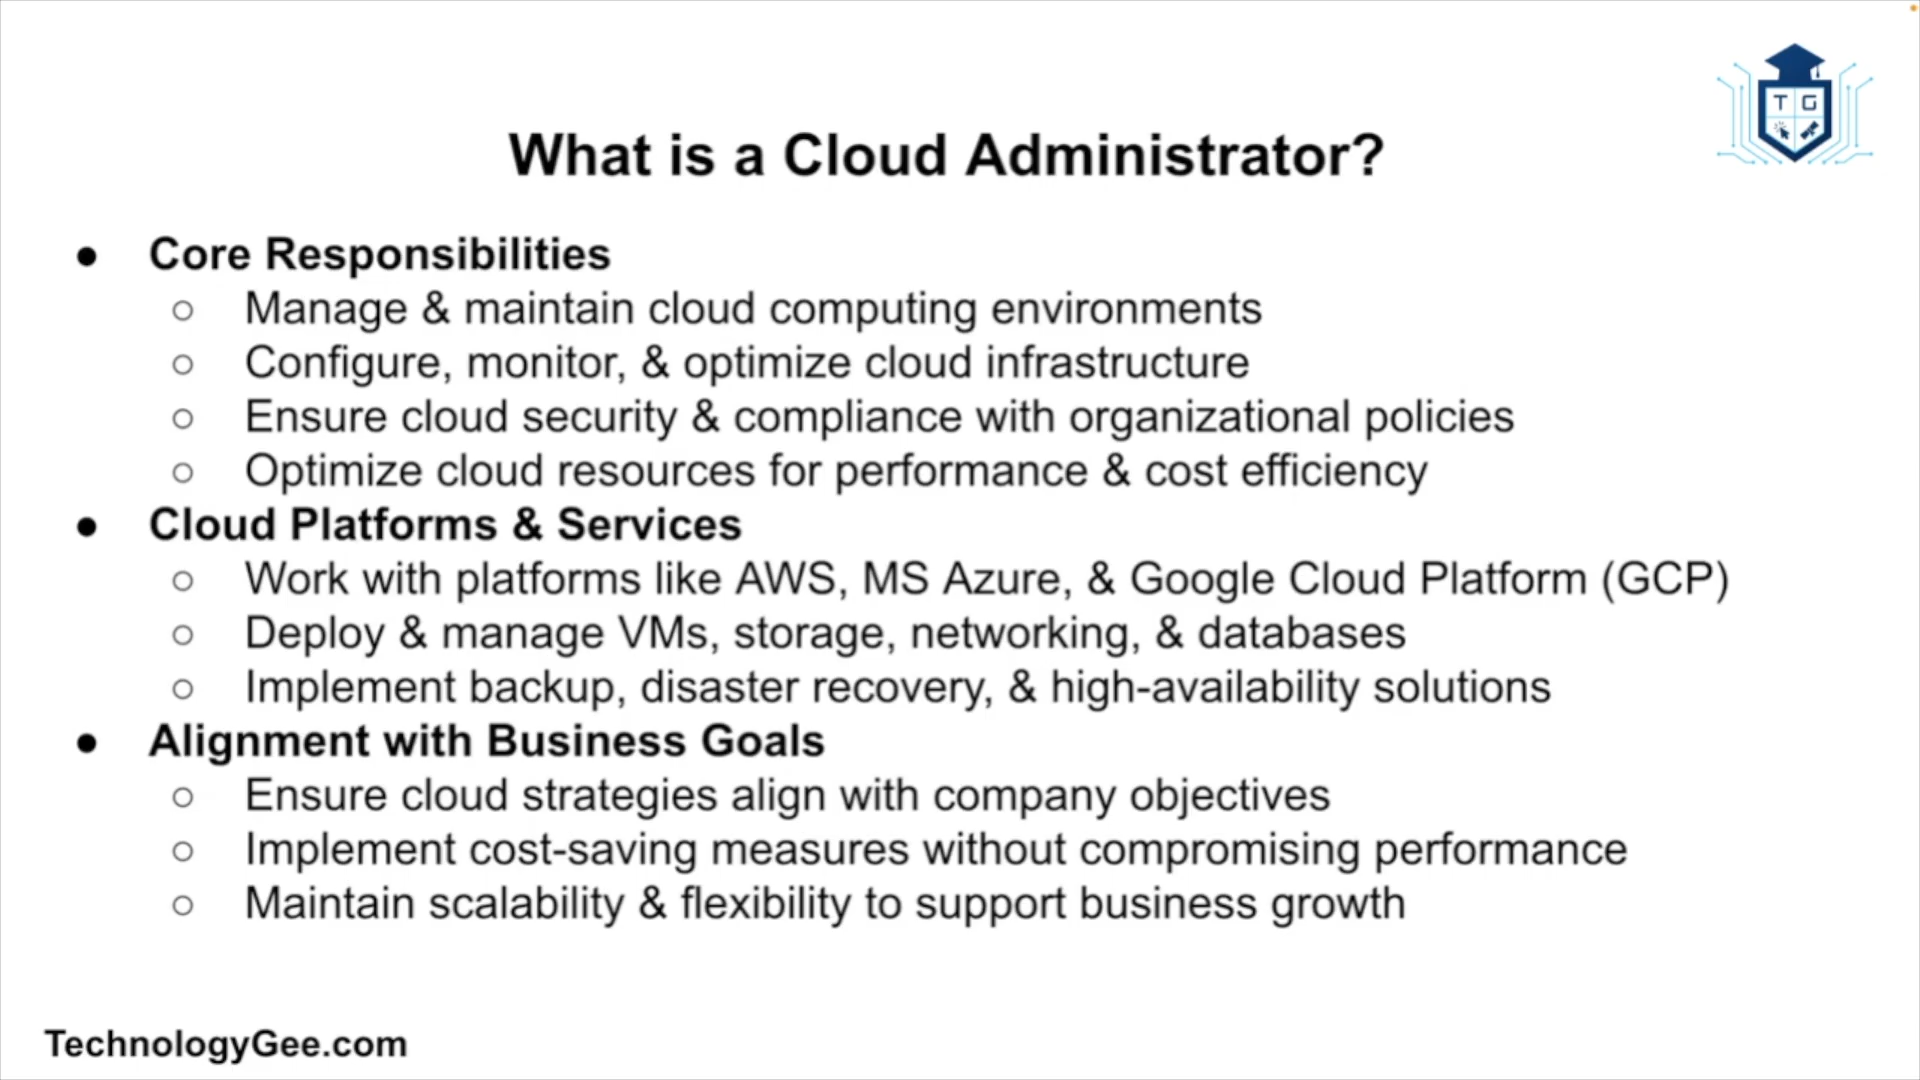 T G
What is a Cloud Administrator?
● Core Responsibilities
○ Manage & maintain cloud computing environments
○ Configure, monitor, & optimize cloud infrastructure
○ Ensure cloud security & compliance with organizational policies
○ Optimize cloud resources for performance & cost efficiency
● Cloud Platforms & Services
○ Work with platforms like AWS, MS Azure, & Google Cloud Platform (GCP)
○ Deploy & manage VMs, storage, networking, & databases
○ Implement backup, disaster recovery, & high-availability solutions
● Alignment with Business Goals
○ Ensure cloud strategies align with company objectives
○ Implement cost-saving measures without compromising performance
○ Maintain scalability & flexibility to support business growth
TechnologyGee.com